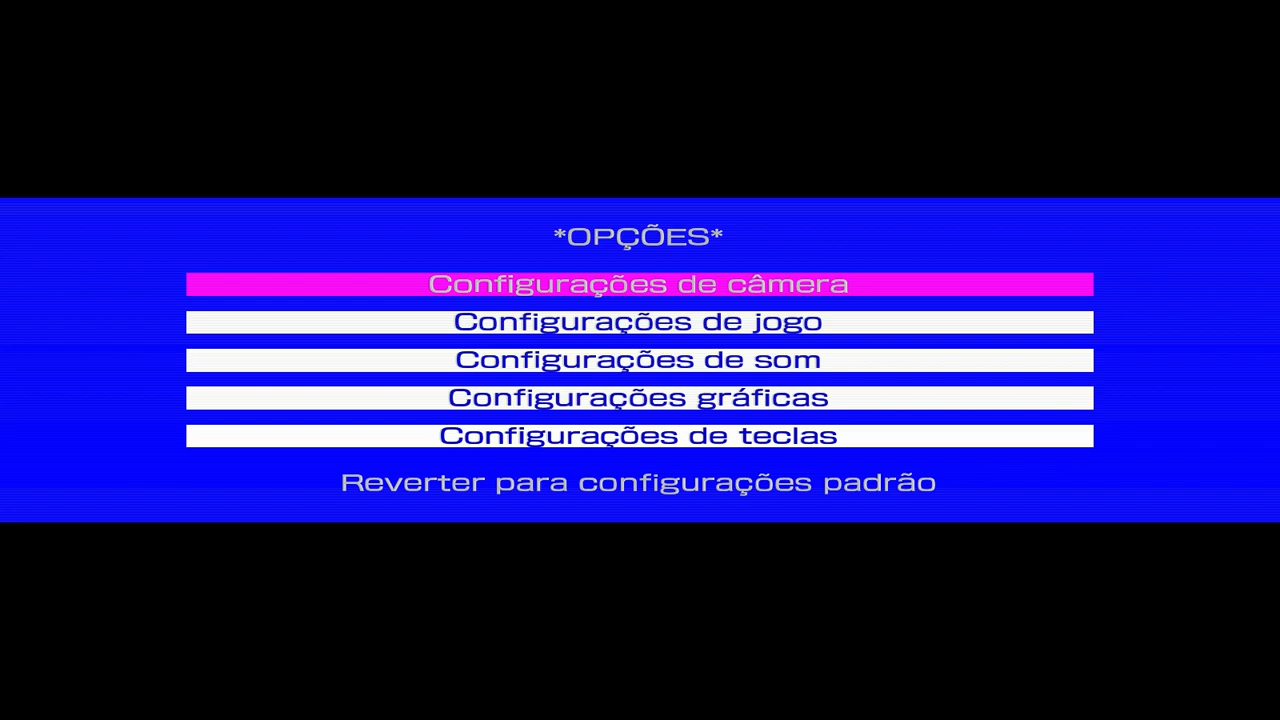 *OPÇÕES*
Configurações de câmera
Configurações de jogo
Configurações de som
Configurações gráficas
Configurações de teclas
Reverter para configurações padrão